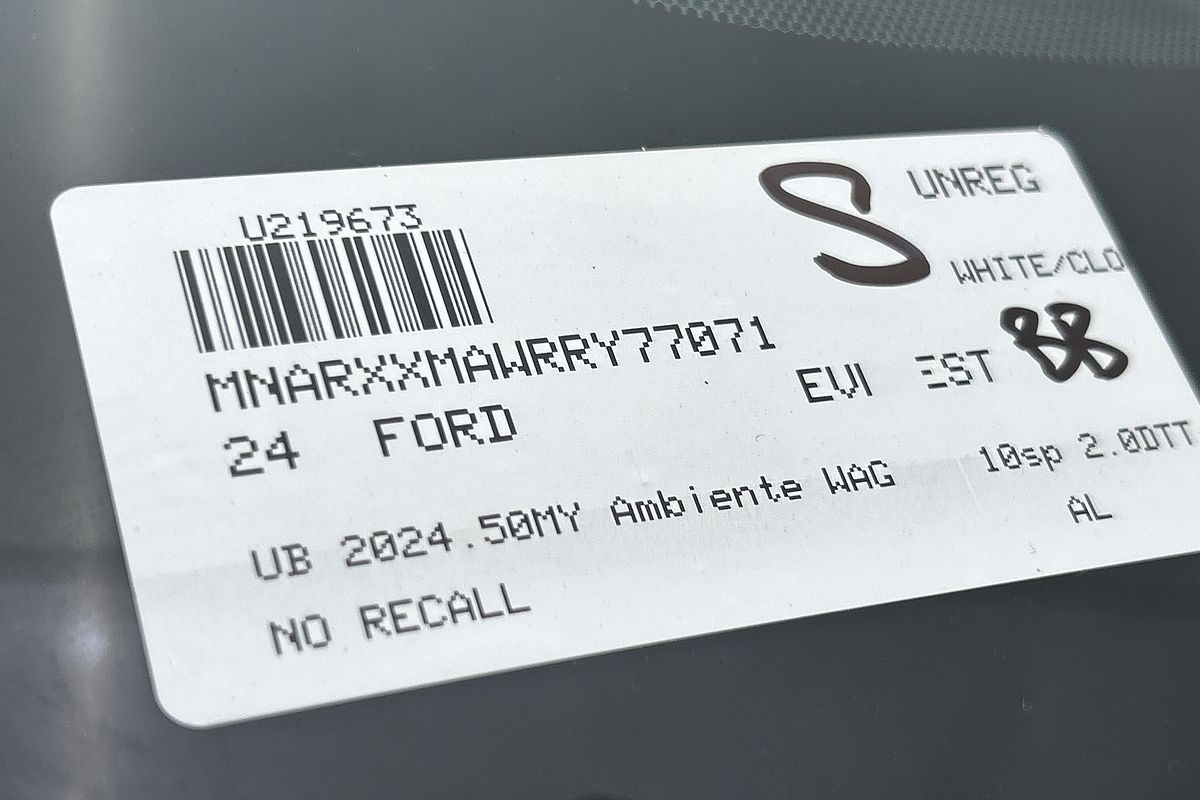 U219673
S UNREG
WHITE/CLO
MNARXXMAWRRY77071
EVI EST
24 FORD
10sp 2.0DTT
UB 2024.50MY Ambiente WAG
AL
NO RECALL